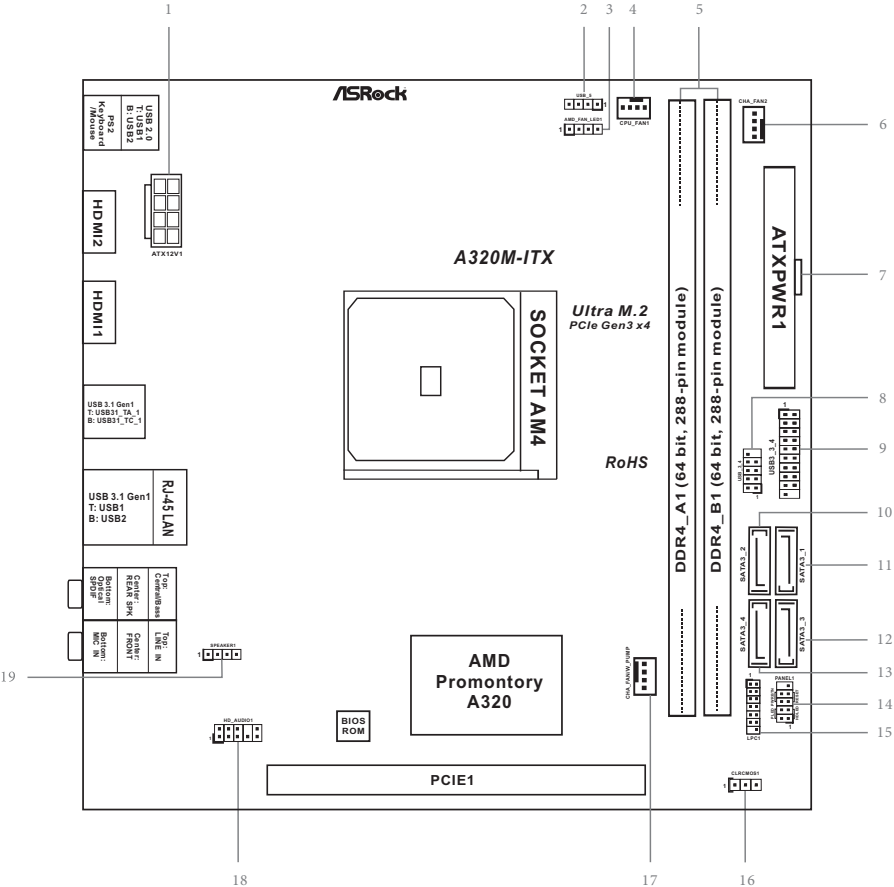 1
2
3
4
5
ASRock
USB_5
1
AMD_FAN_LED1
1
CPU_FAN1
CHA_FAN2
6
USB 2.0
T: USB1
B: USB2
PS2
Keyboard
/Mouse
HDMI2
ATX12V1
A320M-ITX
ATXPWR1
7
HDMI1
Ultra M.2
PCIe Gen3 x4
SOCKET AM4
DDR4_A1 (64 bit, 288-pin module)
DDR4_B1 (64 bit, 288-pin module)
USB 3.1 Gen1
T: USB31_TA_1
B: USB31_TC_1
8
1
USB3_3_4
9
1
RoHS
USB 3.1 Gen1
T: USB1
B: USB2
RJ-45 LAN
10
SATA3_2
SATA3_1
11
Top:
Central/Bass
Center:
REAR SPK
Bottom:
Optical
SPDIF
Top:
LINE IN
Center:
FRONT
Bottom:
MIC IN
SATA3_4
SATA3_3
12
13
SPEAKER1
1
19
AMD
Promontory
A320
CHA_FAN/W_PUMP
PANEL1
1
14
1
LPC1
15
HD_AUDIO1
1
BIOS
ROM
PCIE1
CLRCMOS1
1
18
17
16